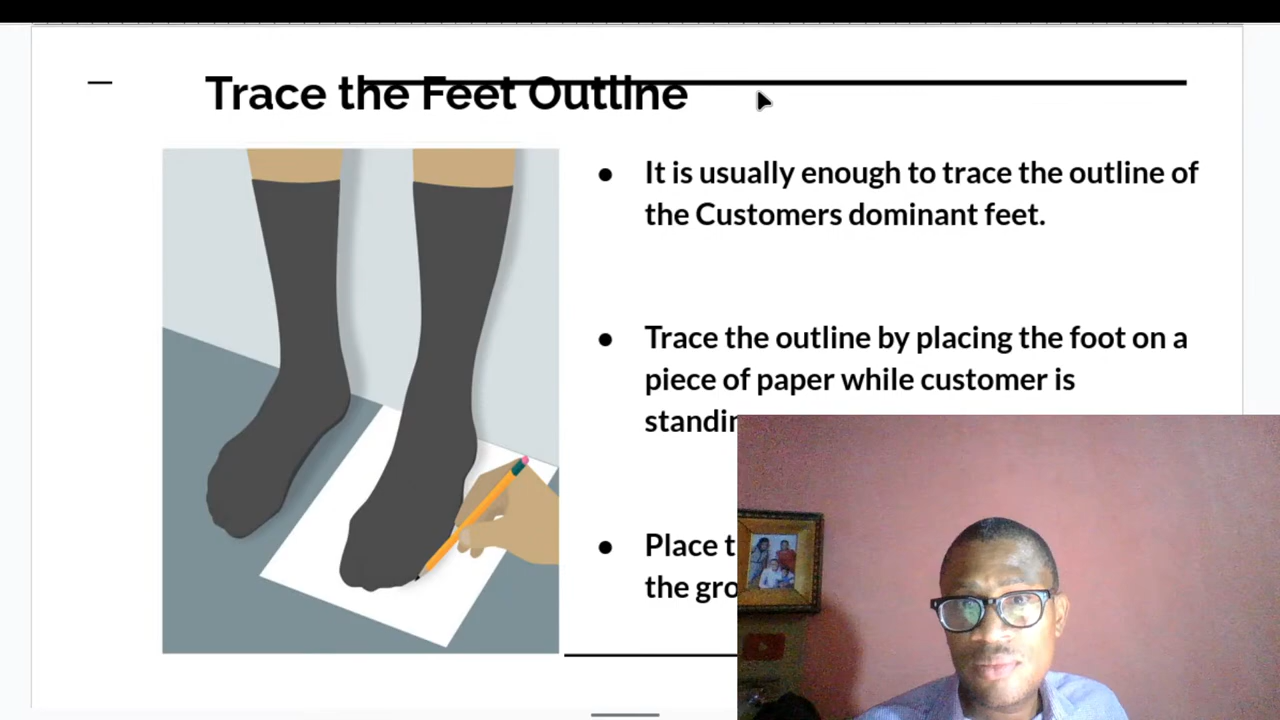 Trace the Feet Outline
It is usually enough to trace the outline of
the Customers dominant feet.
Trace the outline by placing the foot on a
piece of paper while customer is
Place
the